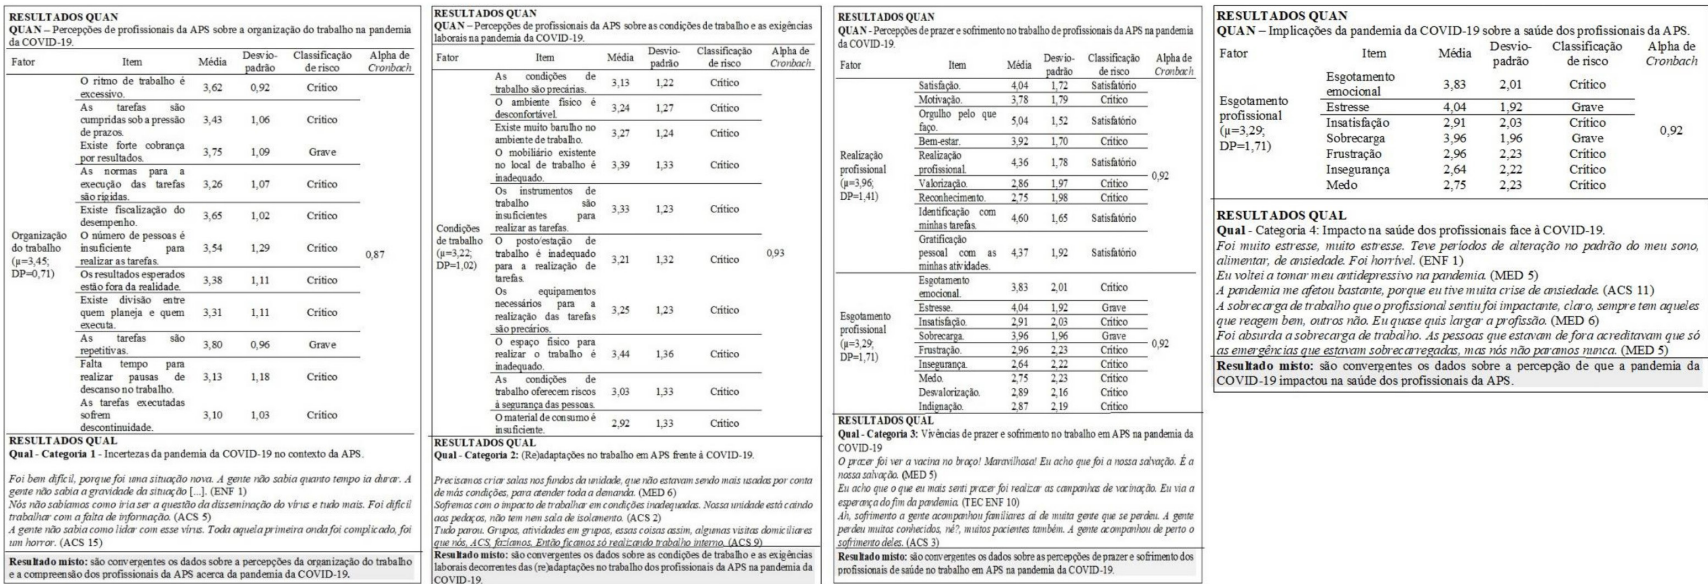 RESULTADOS QUAN
QUAN – Percepções de profissionais da APS sobre a organização do trabalho na pandemia
da COVID-19.
Fator Item Média Desvio-padrão Classificação de risco Alpha de Cronbach
Organização do trabalho (µ=3,45; DP=0,71) 0,87
O ritmo de trabalho é excessivo. 3,62 0,92 Crítico
As tarefas são cumpridas sob a pressão de prazos. 3,43 1,06 Crítico
Existe forte cobrança por resultados. 3,75 1,09 Grave
As normas para a execução das tarefas são rígidas. 3,26 1,07 Crítico
Existe fiscalização do desempenho. 3,65 1,02 Crítico
O número de pessoas é insuficiente para realizar as tarefas. 3,54 1,29 Crítico
Os resultados esperados estão fora da realidade. 3,38 1,11 Crítico
Existe divisão entre quem planeja e quem executa. 3,31 1,11 Crítico
As tarefas são repetitivas. 3,80 0,96 Grave
Falta tempo para realizar pausas de descanso no trabalho. 3,13 1,18 Crítico
As tarefas executadas sofrem descontinuidade. 3,10 1,03 Crítico
RESULTADOS QUAL
Qual - Categoria 1 - Incertezas da pandemia da COVID-19 no contexto da APS.
Foi bem difícil, porque foi uma situação nova. A gente não sabia quanto tempo ia durar. A
gente não sabia a gravidade da situação [...]. (ENF 1)
Nós não sabíamos como iria ser a questão da disseminação do vírus e tudo mais. Foi difícil
trabalhar com a falta de informação. (ACS 5)
A gente não sabia como lidar com esse vírus. Toda aquela primeira onda foi complicado, foi
um horror. (ACS 15)
Resultado misto: são convergentes os dados sobre a percepções da organização do trabalho
e a compreensão dos profissionais da APS acerca da pandemia da COVID-19.
RESULTADOS QUAN
QUAN – Percepções de profissionais da APS sobre as condições de trabalho e as exigências
laborais na pandemia da COVID-19.
Fator Item Média Desvio-padrão Classificação de risco Alpha de Cronbach
Condições de trabalho (µ=3,22; DP=1,02) 0,93
As condições de trabalho são precárias. 3,13 1,22 Crítico
O ambiente físico é desconfortável. 3,24 1,27 Crítico
Existe muito barulho no ambiente de trabalho. 3,27 1,24 Crítico
O mobiliário existente no local de trabalho é inadequado. 3,39 1,33 Crítico
Os instrumentos de trabalho são insuficientes para realizar as tarefas. 3,33 1,23 Crítico
O posto/estação de trabalho é inadequado para a realização de tarefas. 3,21 1,32 Crítico
Os equipamentos necessários para a realização das tarefas são precários. 3,25 1,23 Crítico
O espaço físico para realizar o trabalho é inadequado. 3,44 1,36 Crítico
As condições de trabalho oferecem riscos à segurança das pessoas. 3,03 1,33 Crítico
O material de consumo é insuficiente. 2,92 1,33 Crítico
RESULTADOS QUAL
Qual - Categoria 2: (Re)adaptações no trabalho em APS frente à COVID-19.
Precisamos criar salas nos fundos da unidade, que não estavam sendo mais usadas por conta
de más condições, para atender toda a demanda. (MED 6)
Sofremos com o impacto de trabalhar em condições inadequadas. Nossa unidade está caindo
aos pedaços, não tem nem sala de isolamento. (ACS 2)
Tudo parou. Grupos, atividades em grupos, essas coisas assim, algumas visitas domiciliares
que nós, ACS, fazíamos. Então ficamos só realizando trabalho interno. (ACS 9)
Resultado misto: são convergentes os dados sobre as condições de trabalho e as exigências
laborais decorrentes das (re)adaptações no trabalho dos profissionais da APS na pandemia da
COVID-19.
RESULTADOS QUAN
QUAN - Percepções de prazer e sofrimento no trabalho de profissionais da APS na pandemia
da COVID-19.
Fator Item Média Desvio-padrão Classificação de risco Alpha de Cronbach
Realização profissional (µ=3,96; DP=1,41) 0,92
Satisfação. 4,04 1,72 Satisfatório
Motivação. 3,78 1,79 Crítico
Orgulho pelo que faço. 5,04 1,52 Satisfatório
Bem-estar. 3,92 1,70 Crítico
Realização profissional. 4,36 1,78 Satisfatório
Valorização. 2,86 1,97 Crítico
Reconhecimento. 2,75 1,98 Crítico
Identificação com minhas tarefas. 4,60 1,65 Satisfatório
Gratificação pessoal com as minhas atividades. 4,37 1,92 Satisfatório
Esgotamento profissional (µ=3,29; DP=1,71) 0,92
Esgotamento emocional. 3,83 2,01 Crítico
Estresse. 4,04 1,92 Grave
Insatisfação. 2,91 2,03 Crítico
Sobrecarga. 3,96 1,96 Grave
Frustração. 2,96 2,23 Crítico
Insegurança. 2,64 2,22 Crítico
Medo. 2,75 2,23 Crítico
Desvalorização. 2,89 2,16 Crítico
Indignação. 2,87 2,19 Crítico
RESULTADOS QUAL
Qual - Categoria 3: Vivências de prazer e sofrimento no trabalho em APS na pandemia da
COVID-19
O prazer foi ver a vacina no braço! Maravilhosa! Eu acho que foi a nossa salvação. É a
nossa salvação. (MED 5)
Eu acho que o que eu mais senti prazer foi realizar as campanhas de vacinação. Eu via a
esperança do fim da pandemia. (TEC ENF 10)
Ah, sofrimento a gente acompanhou familiares aí de muita gente que se perdeu. A gente
perdeu muitos conhecidos, né?, muitos pacientes também. A gente acompanhou de perto o
sofrimento deles. (ACS 3)
Resultado misto: são convergentes os dados sobre as percepções de prazer e sofrimento dos
profissionais de saúde no trabalho em APS na pandemia da COVID-19.
RESULTADOS QUAN
QUAN – Implicações da pandemia da COVID-19 sobre a saúde dos profissionais da APS.
Fator Item Média Desvio-padrão Classificação de risco Alpha de Cronbach
Esgotamento profissional (µ=3,29; DP=1,71) 0,92
Esgotamento emocional 3,83 2,01 Crítico
Estresse 4,04 1,92 Grave
Insatisfação 2,91 2,03 Crítico
Sobrecarga 3,96 1,96 Grave
Frustração 2,96 2,23 Crítico
Insegurança 2,64 2,22 Crítico
Medo 2,75 2,23 Crítico
RESULTADOS QUAL
Qual - Categoria 4: Impacto na saúde dos profissionais face à COVID-19.
Foi muito estresse, muito estresse. Teve períodos de alteração no padrão do meu sono,
alimentar, de ansiedade. Foi horrível. (ENF 1)
Eu voltei a tomar meu antidepressivo na pandemia. (MED 5)
A pandemia me afetou bastante, porque eu tive muita crise de ansiedade. (ACS 11)
A sobrecarga de trabalho que o profissional sentiu foi impactante, claro, sempre tem aqueles
que reagem bem, outros não. Eu quase quis largar a profissão. (MED 6)
Foi absurda a sobrecarga de trabalho. As pessoas que estavam de fora acreditavam que só
as emergências que estavam sobrecarregadas, mas nós não paramos nunca. (MED 5)
Resultado misto: são convergentes os dados sobre a percepção de que a pandemia da
COVID-19 impactou na saúde dos profissionais da APS.